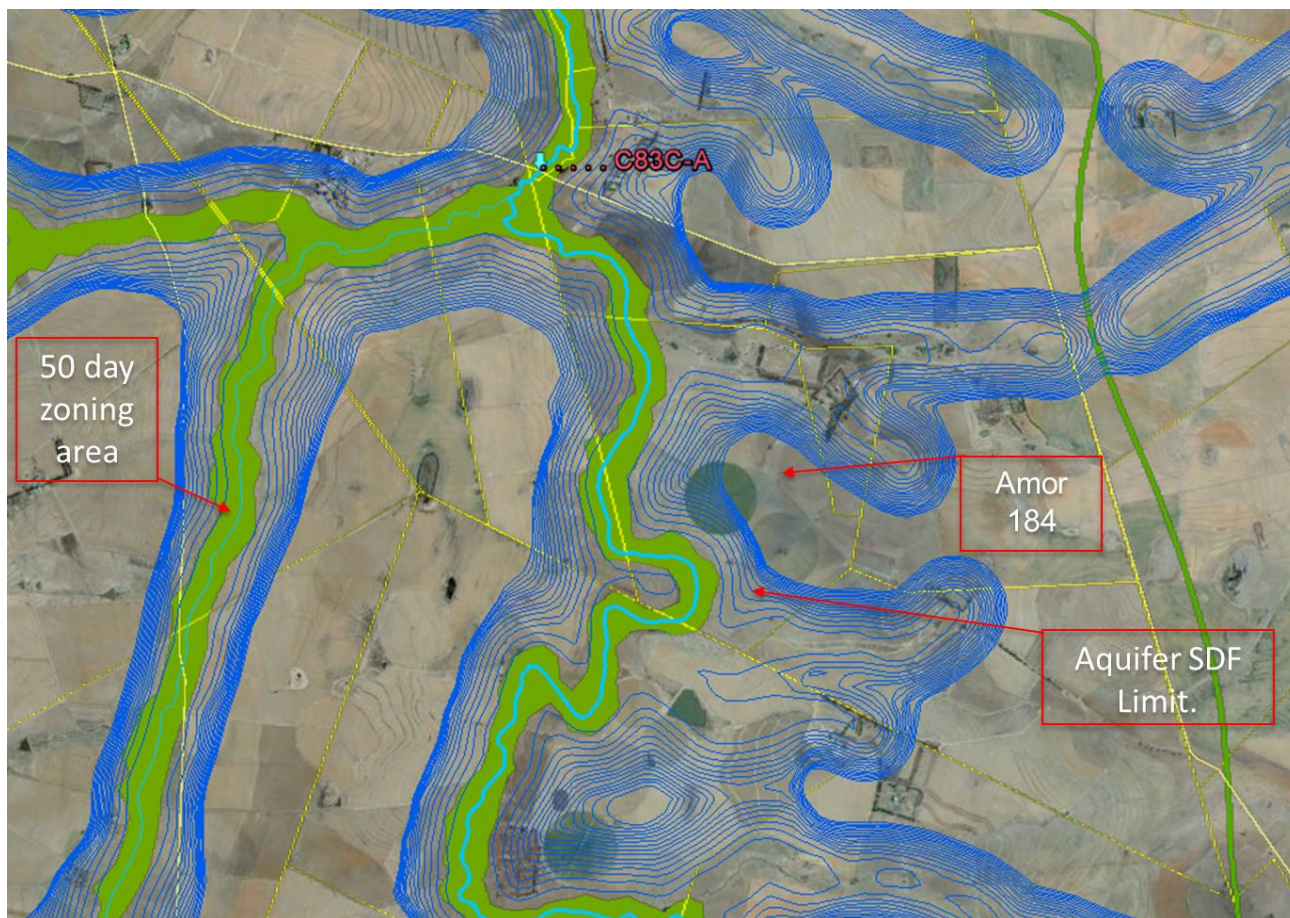 C83C-A
50 day
zoning
area
Amor
184
Aquifer SDF
Limit.